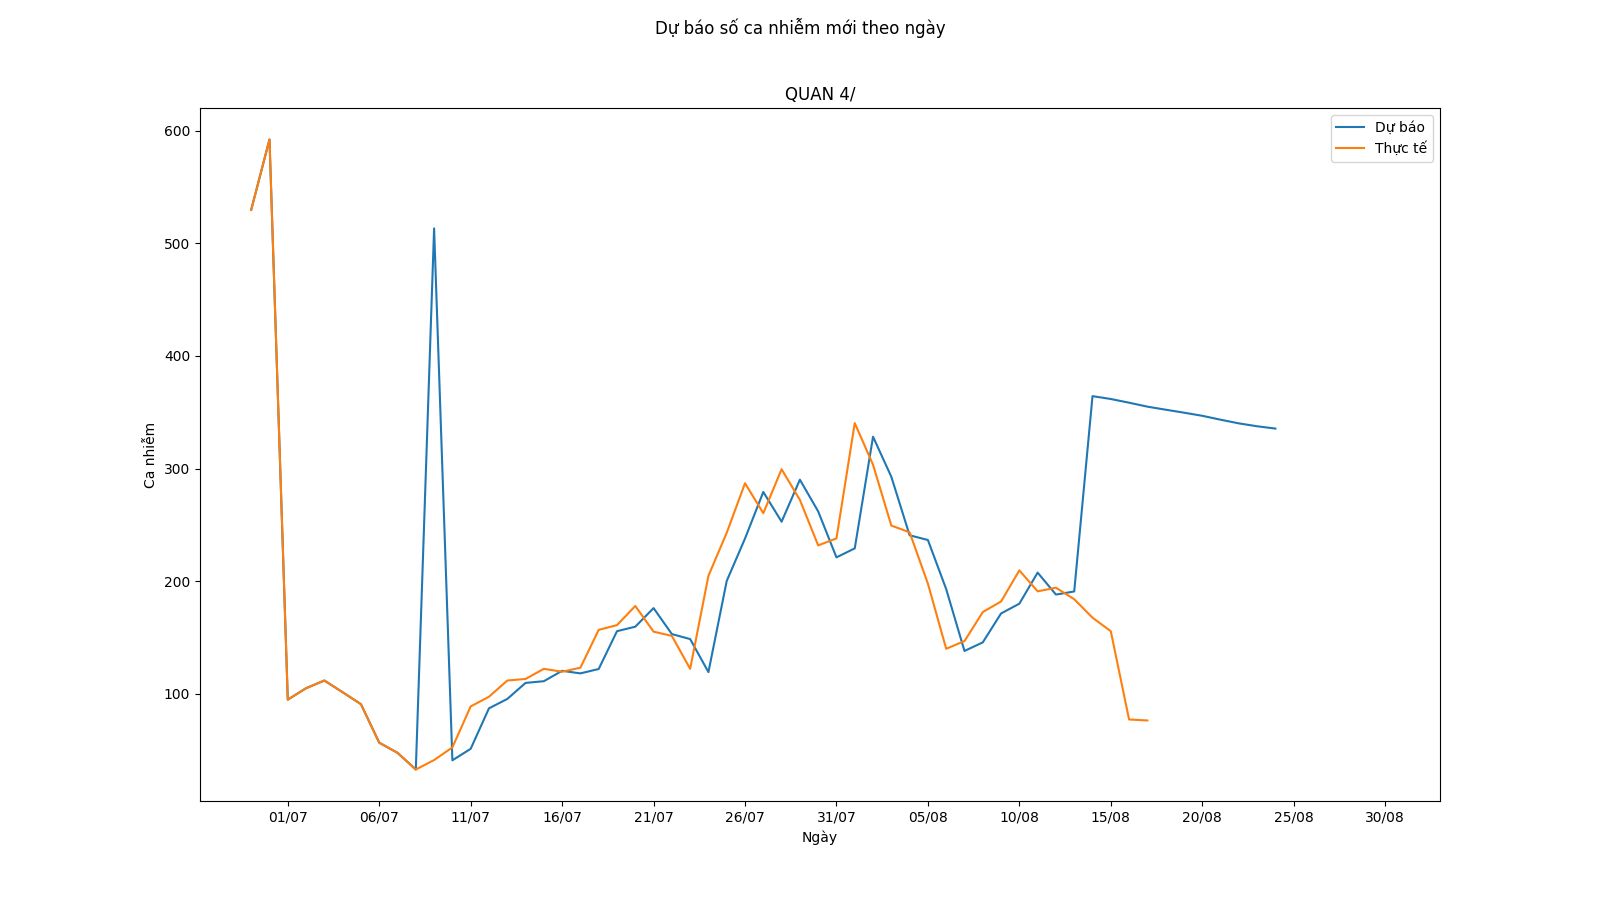 Dự báo số ca nhiễm mới theo ngày
QUAN 4/
Dự báo
Thực tế
600
500
400
300
200
100
Ca nhiễm
01/07 06/07 11/07 16/07 21/07 26/07 31/07 05/08 10/08 15/08 20/08 25/08 30/08
Ngày